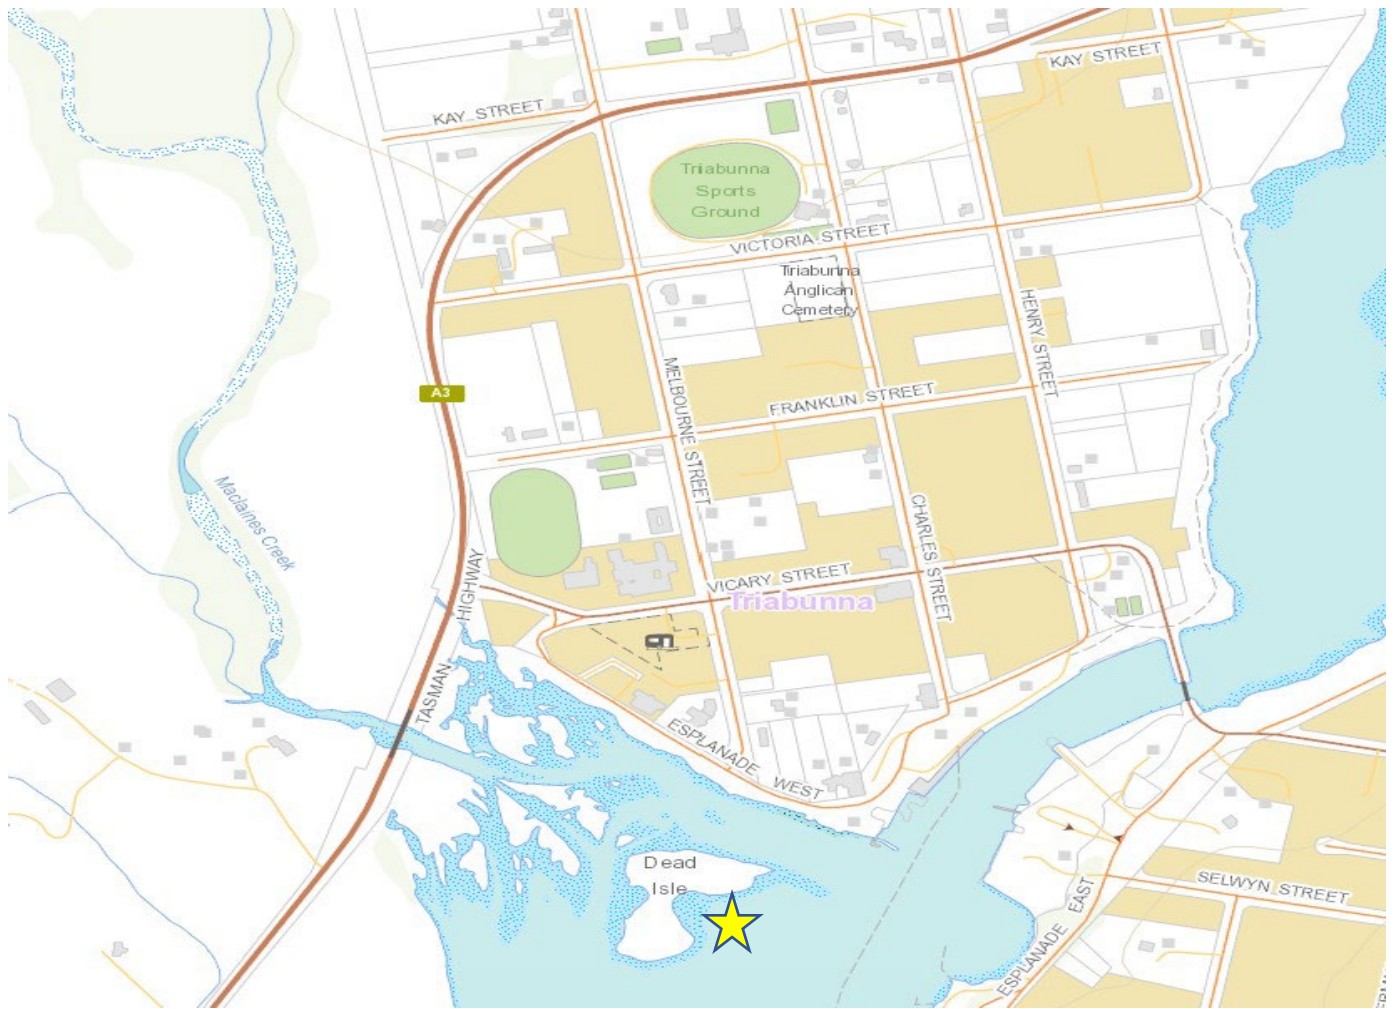 KAY STREET
KAY STREET
Triabunna
Sports
Ground
VICTORIA STREET
Triabunna
Anglican
Cemetery
HENRY STREET
A3
MELBOURNE STREET
FRANKLIN STREET
Maclaines Creek
CHARLES STREET
VICARY STREET
Triabunna
TASMAN HIGHWAY
ESPLANADE WEST
Dead
Isle
ESPLANADE EAST
SELWYN STREET